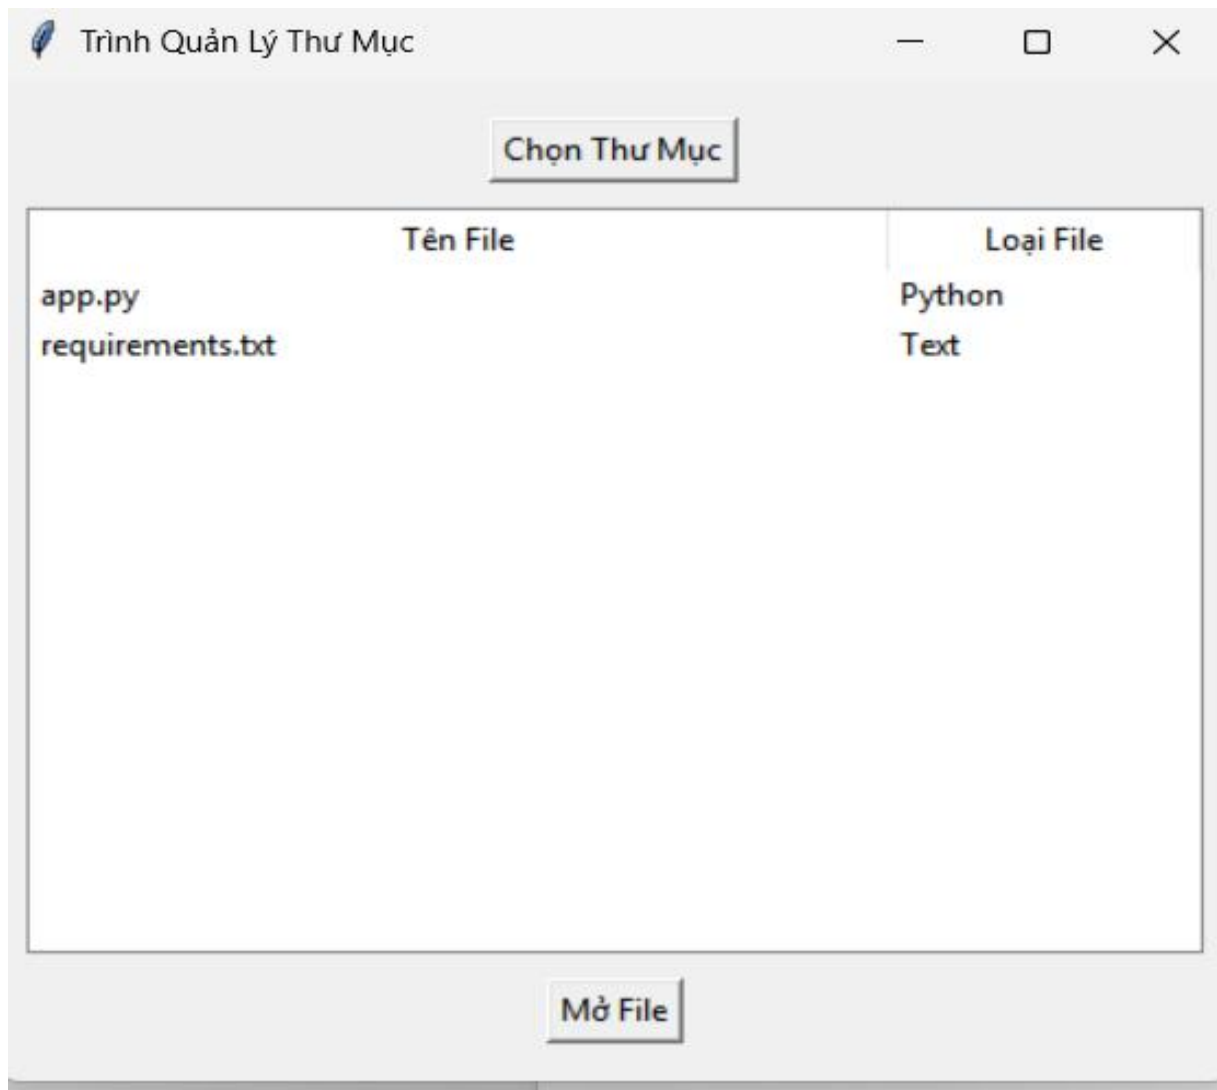 Trình Quản Lý Thư Mục
Chọn Thư Mục
Tên File Loại File
app.py Python
requirements.txt Text
Mở File